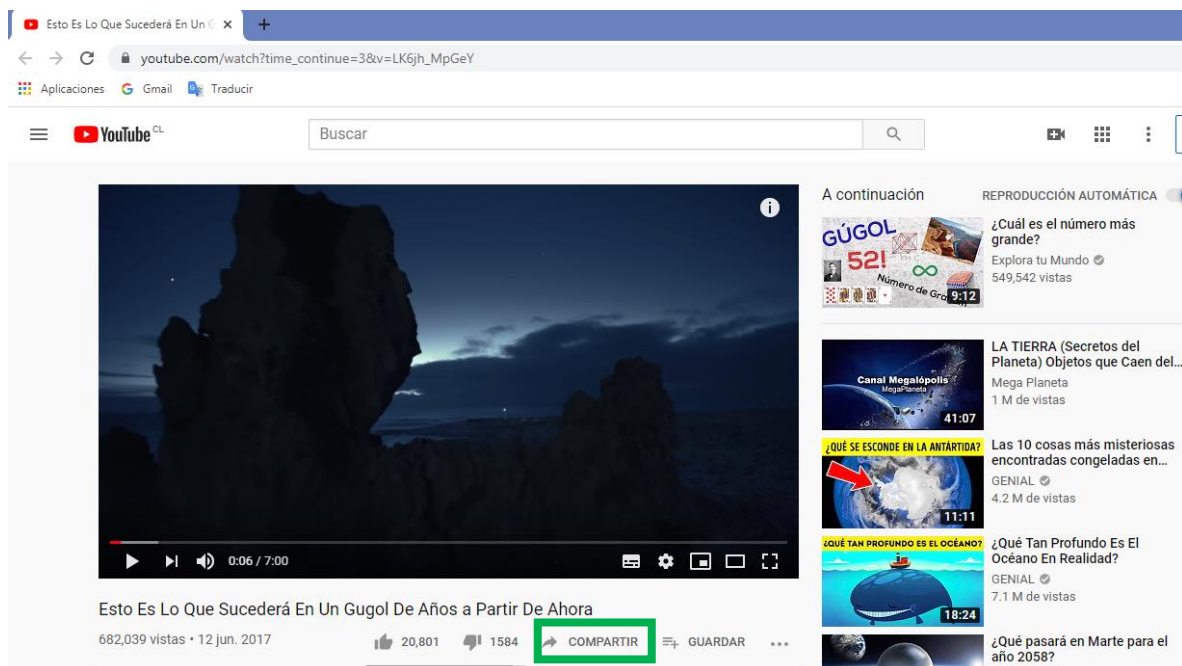 Esto Es Lo Que Sucederá En Un G
youtube.com/watch?time_continue=3&v=LK6jh_MpGeY
Aplicaciones Gmail Traducir
YouTube CL
Buscar
A continuación REPRODUCCIÓN AUTOMÁTICA
GÚGOL
52!
Número de
9:12
¿Cuál es el número más
grande?
Explora tu Mundo
549,542 vistas
Canal Megalópolis
MegaPlaneta
41:07
LA TIERRA (Secretos del
Planeta) Objetos que Caen del...
Mega Planeta
1 M de vistas
¿QUÉ SE ESCONDE EN LA ANTÁRTIDA?
11:11
Las 10 cosas más misteriosas
encontradas congeladas en...
GENIAL
4.2 M de vistas
¿QUÉ TAN PROFUNDO ES EL OCÉANO?
18:24
¿Qué Tan Profundo Es El
Océano En Realidad?
GENIAL
7.1 M de vistas
¿Qué pasará en Marte para el
año 2058?
0:06 / 7:00
Esto Es Lo Que Sucederá En Un Gugol De Años a Partir De Ahora
682,039 vistas • 12 jun. 2017 20,801 1584 COMPARTIR GUARDAR